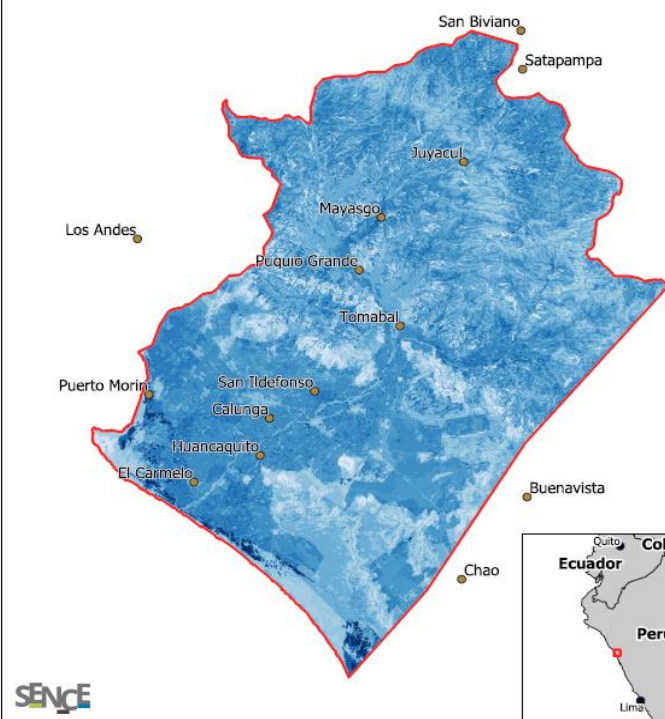 San Biviano
Satapampa
Juyacul
Mayasgo
Los Andes
Puquio Grande
Tomabal
Puerto Morin
San Ildefonso
Calunga
Huancaquito
El Carmelo
Buenavista
Chao
Quito
Col
Ecuador
Peru
Lima
SENCE